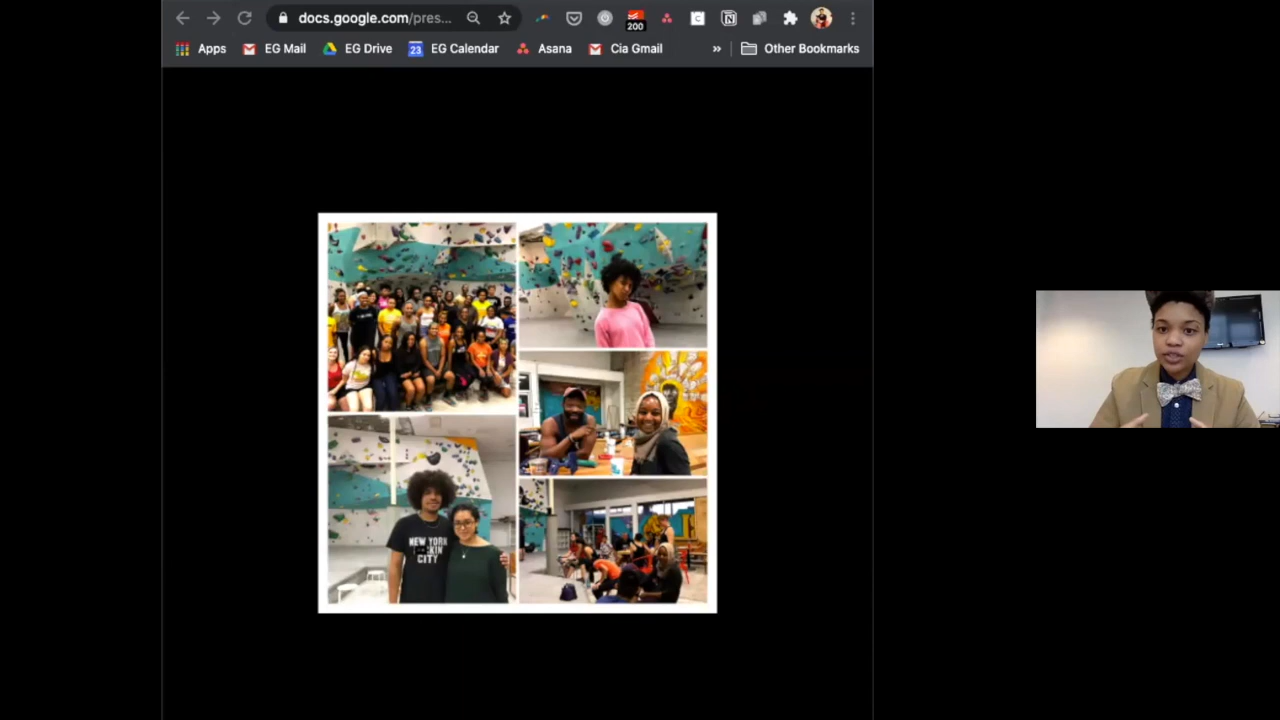 docs.google.com/pres...
200
Apps
EG Mail
EG Drive
23
EG Calendar
Asana
Cia Gmail
»
Other Bookmarks
NEW YORK
CITY